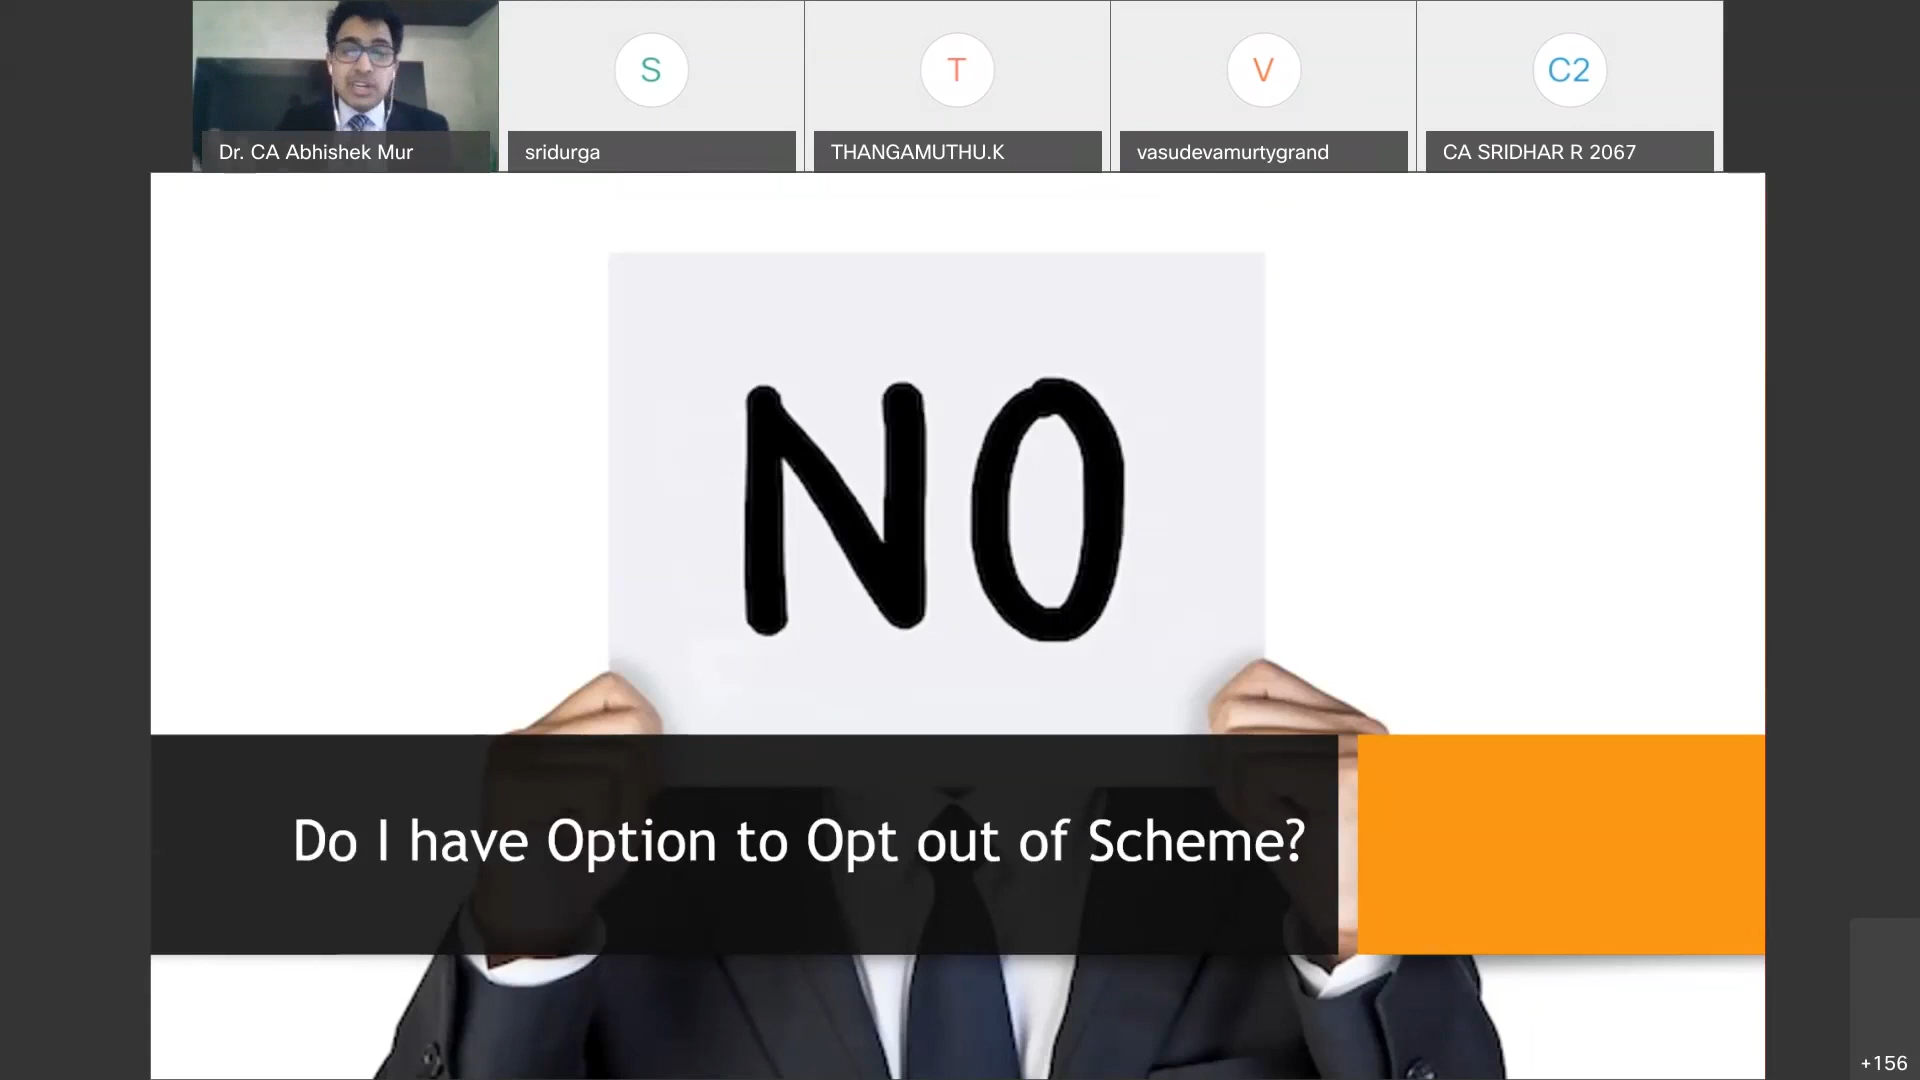 S
T
V
C2
Dr. CA Abhishek Mur
sridurga
THANGAMUTHU.K
vasudevamurtygrand
CA SRIDHAR R 2067
NO
Do I have Option to Opt out of Scheme?
+156